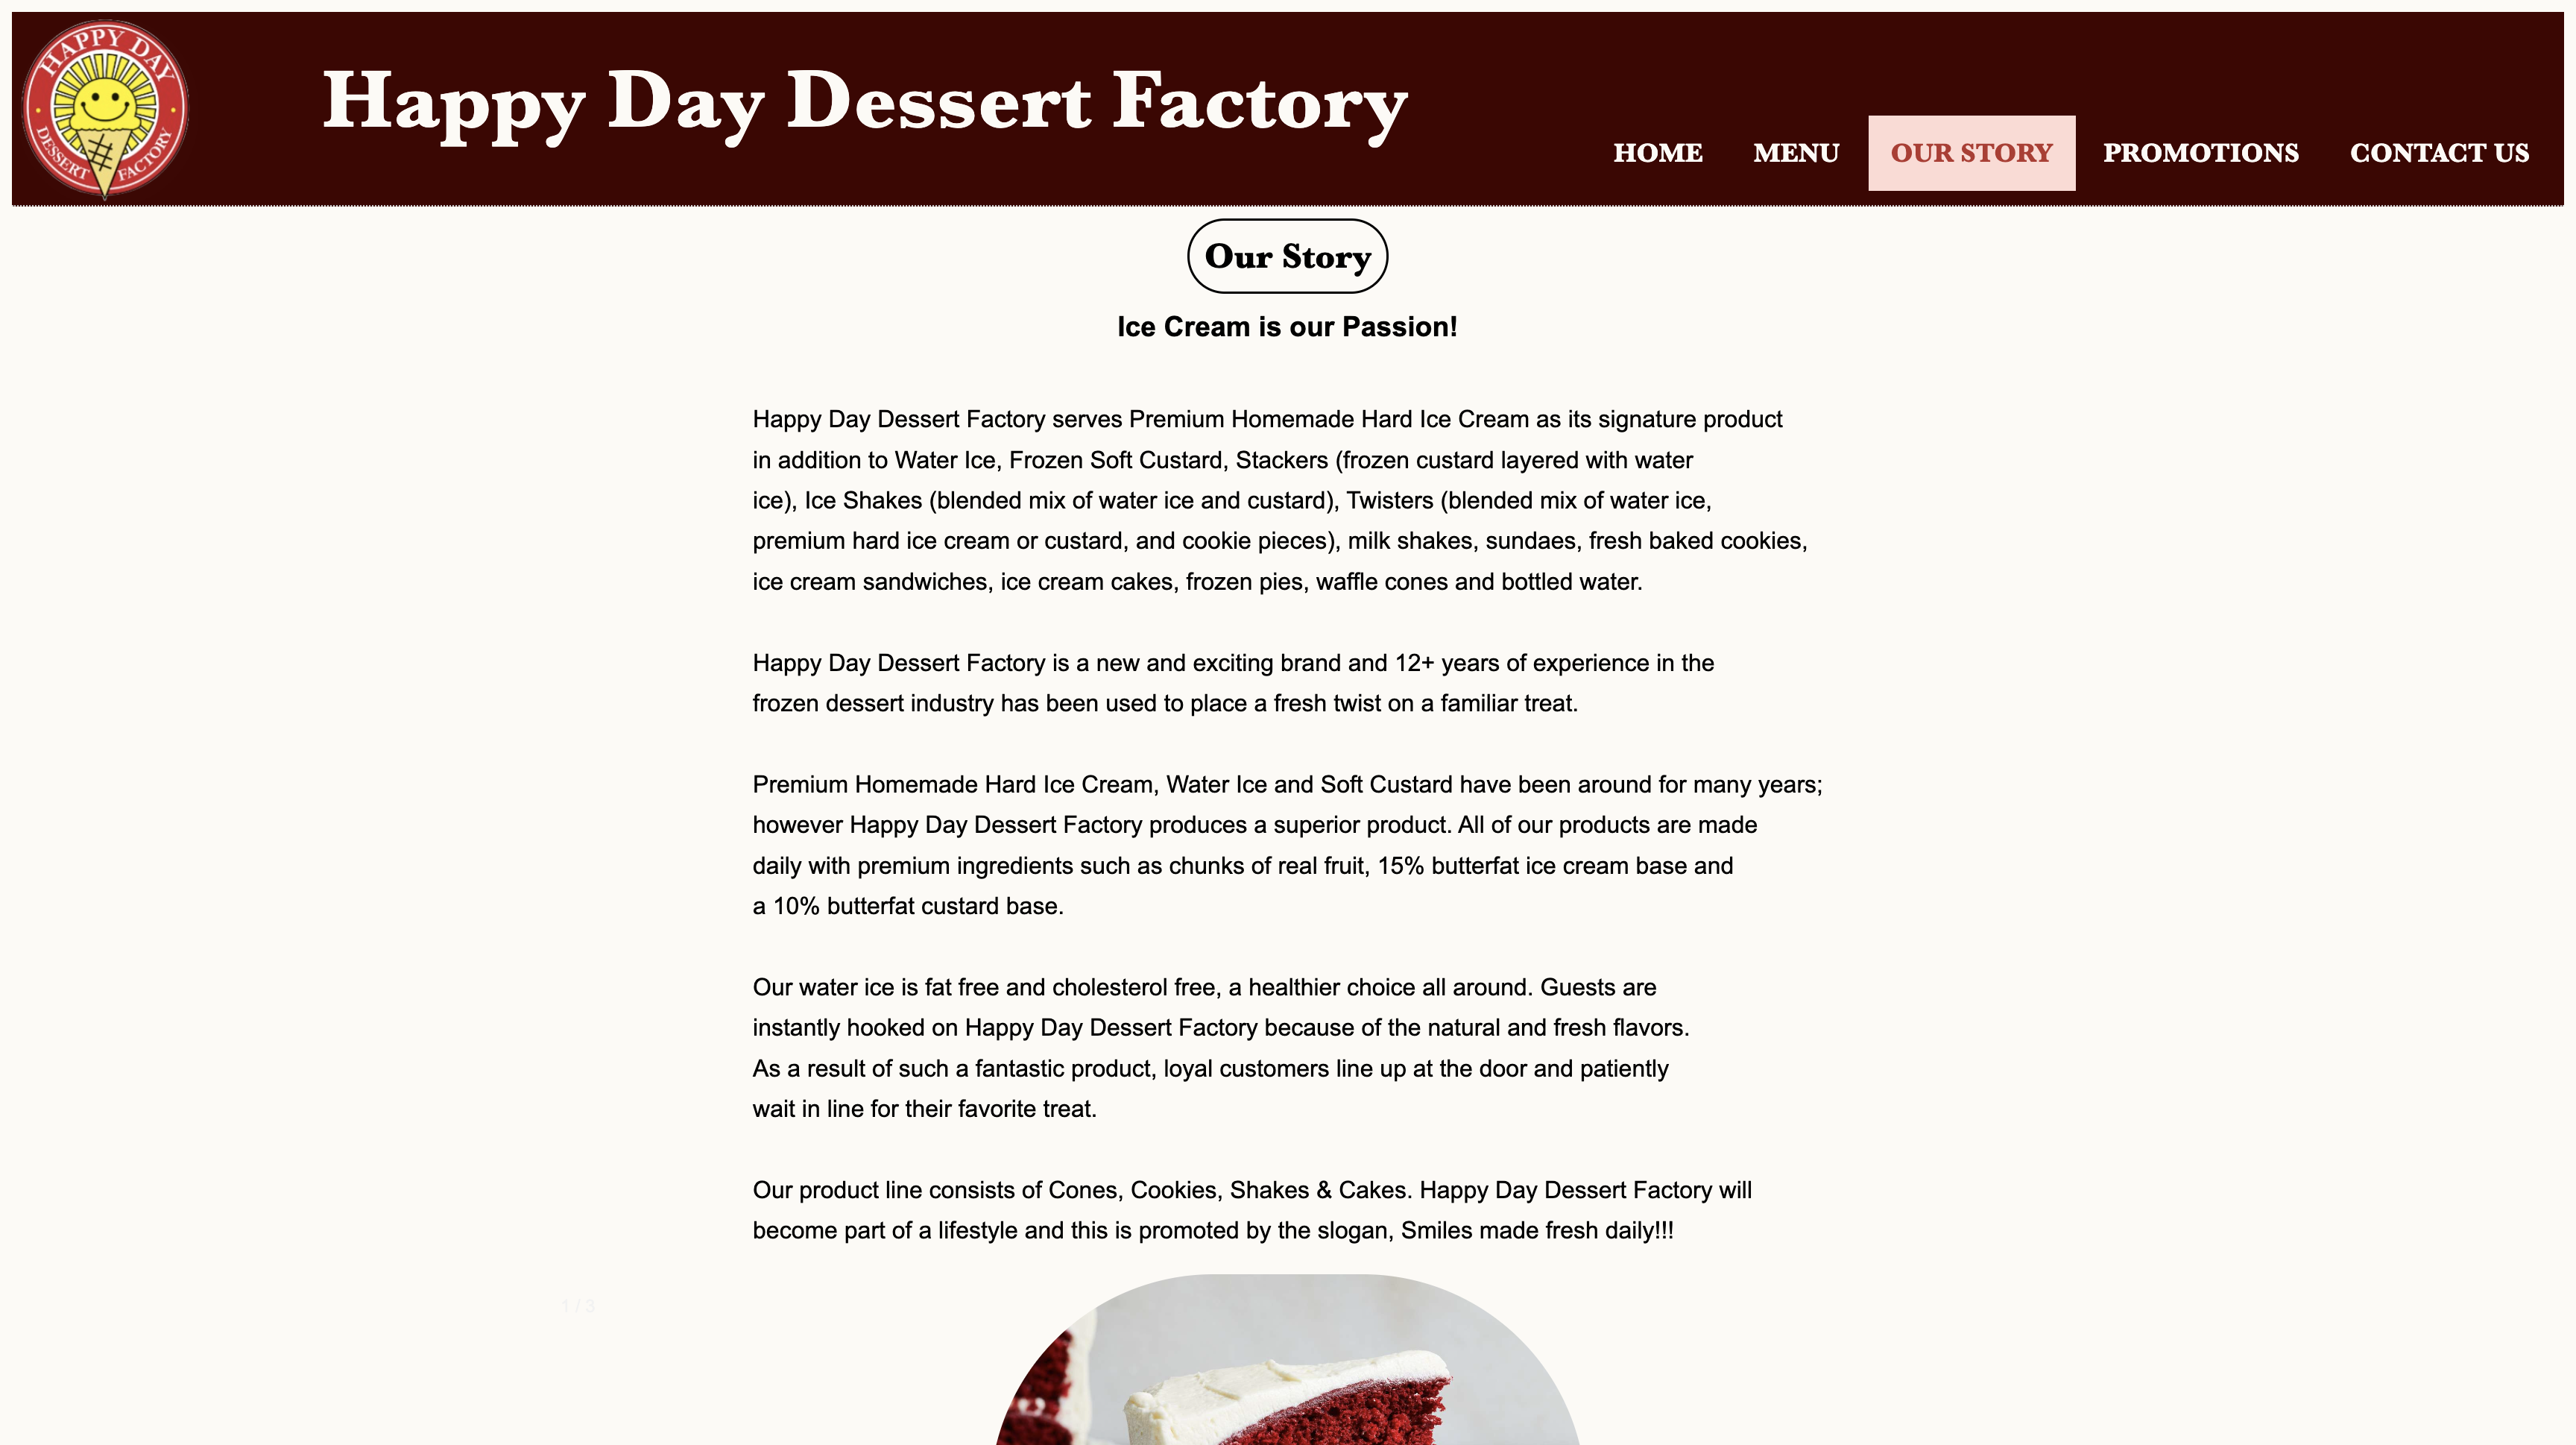 HAPPY DAY
DESSERT FACTORY
Happy Day Dessert Factory
HOME MENU OUR STORY PROMOTIONS CONTACT US
Our Story
Ice Cream is our Passion!
Happy Day Dessert Factory serves Premium Homemade Hard Ice Cream as its signature product
in addition to Water Ice, Frozen Soft Custard, Stackers (frozen custard layered with water
ice), Ice Shakes (blended mix of water ice and custard), Twisters (blended mix of water ice,
premium hard ice cream or custard, and cookie pieces), milk shakes, sundaes, fresh baked cookies,
ice cream sandwiches, ice cream cakes, frozen pies, waffle cones and bottled water.
Happy Day Dessert Factory is a new and exciting brand and 12+ years of experience in the
frozen dessert industry has been used to place a fresh twist on a familiar treat.
Premium Homemade Hard Ice Cream, Water Ice and Soft Custard have been around for many years;
however Happy Day Dessert Factory produces a superior product. All of our products are made
daily with premium ingredients such as chunks of real fruit, 15% butterfat ice cream base and
a 10% butterfat custard base.
Our water ice is fat free and cholesterol free, a healthier choice all around. Guests are
instantly hooked on Happy Day Dessert Factory because of the natural and fresh flavors.
As a result of such a fantastic product, loyal customers line up at the door and patiently
wait in line for their favorite treat.
Our product line consists of Cones, Cookies, Shakes & Cakes. Happy Day Dessert Factory will
become part of a lifestyle and this is promoted by the slogan, Smiles made fresh daily!!!
1 / 3